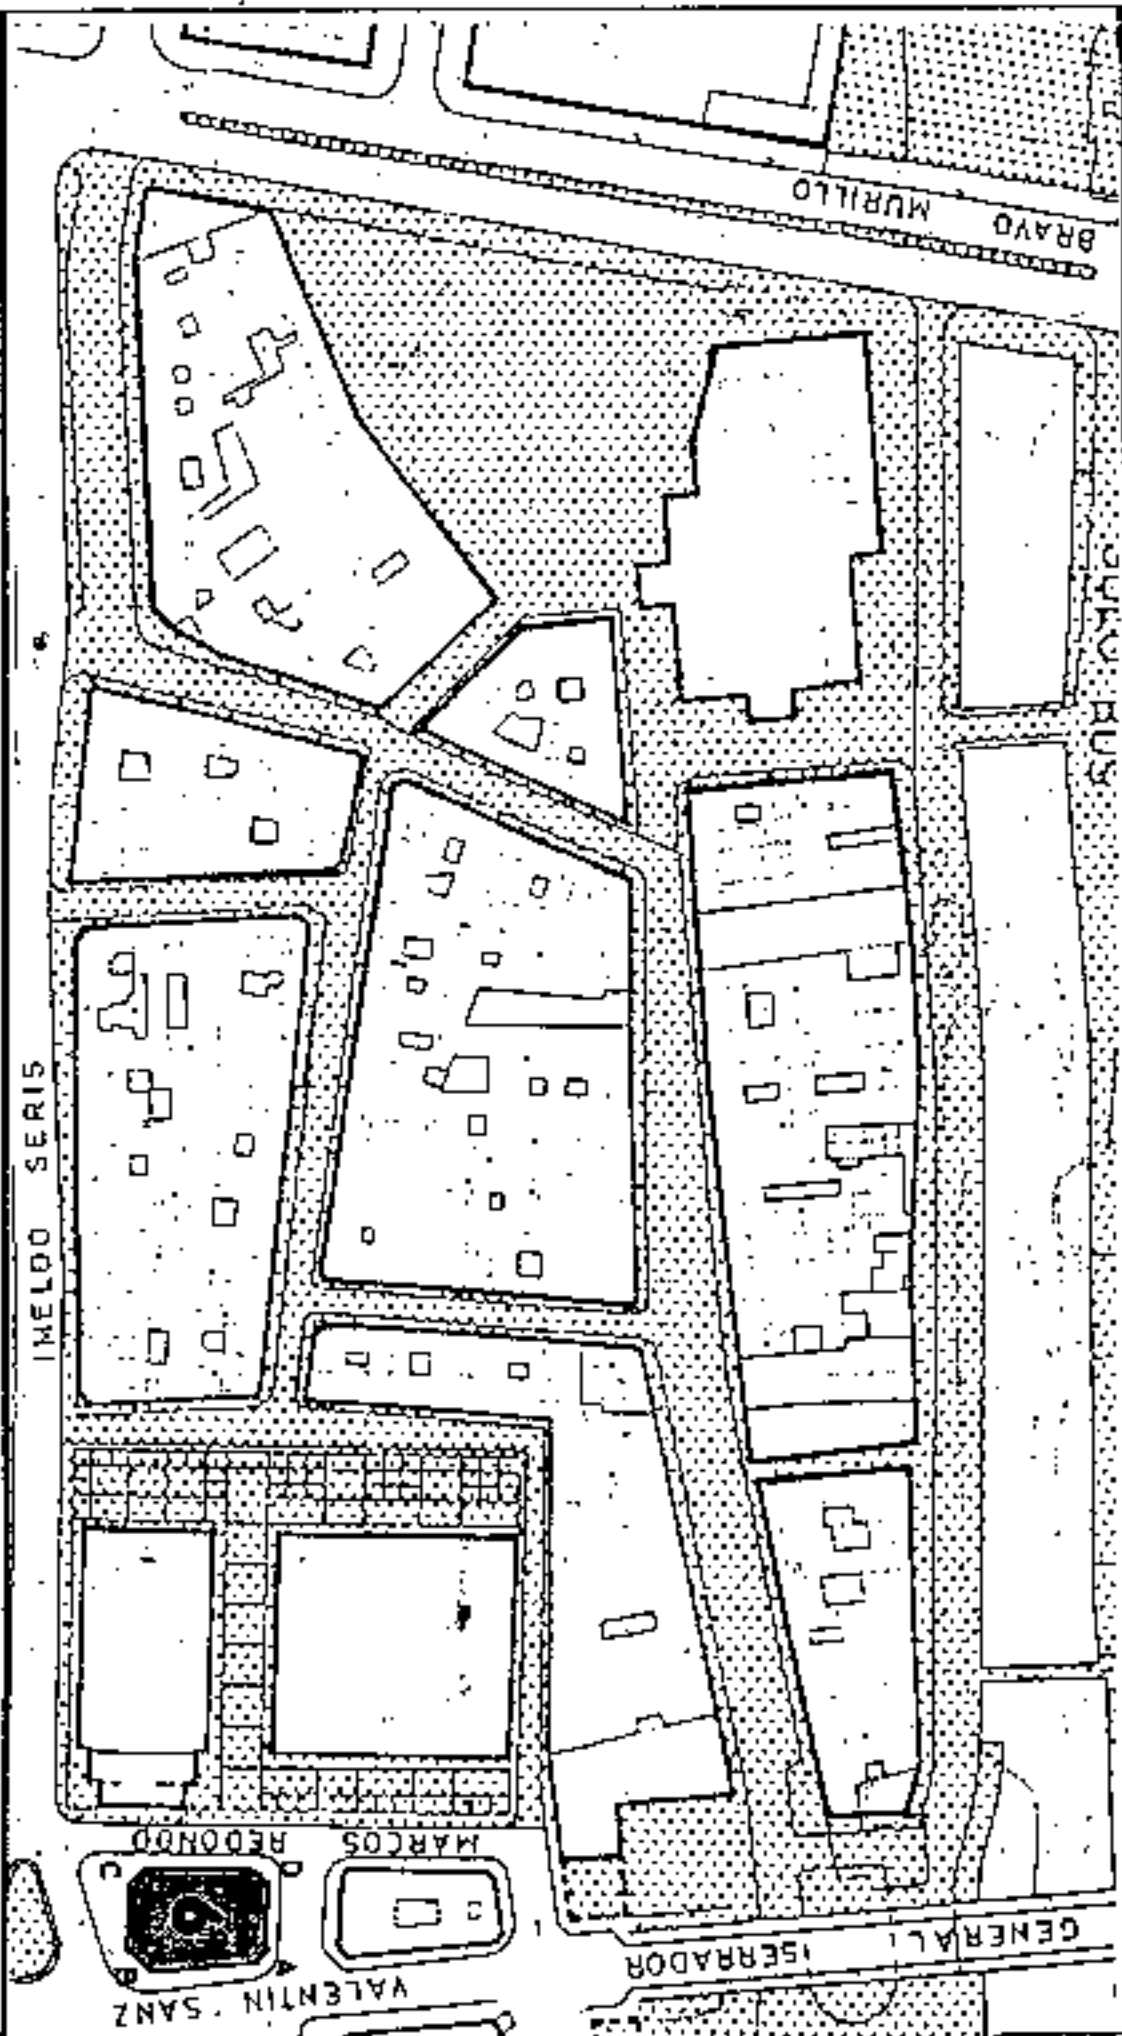 BRAVO MURILLO
IMELDO SERIS
MARCOS REDONDO
VALENTIN SANZ
GENERAL SERRADOR